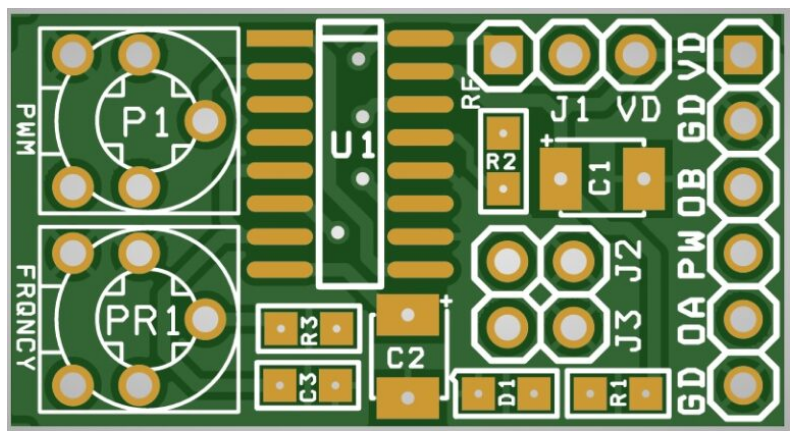 PWM
P1
U1
RF
J1
VD
VD
GD
R2
+
C1
OB
FRQNCY
PR1
J2
PW
+
R3
C2
J3
OA
C3
D1
R1
GD